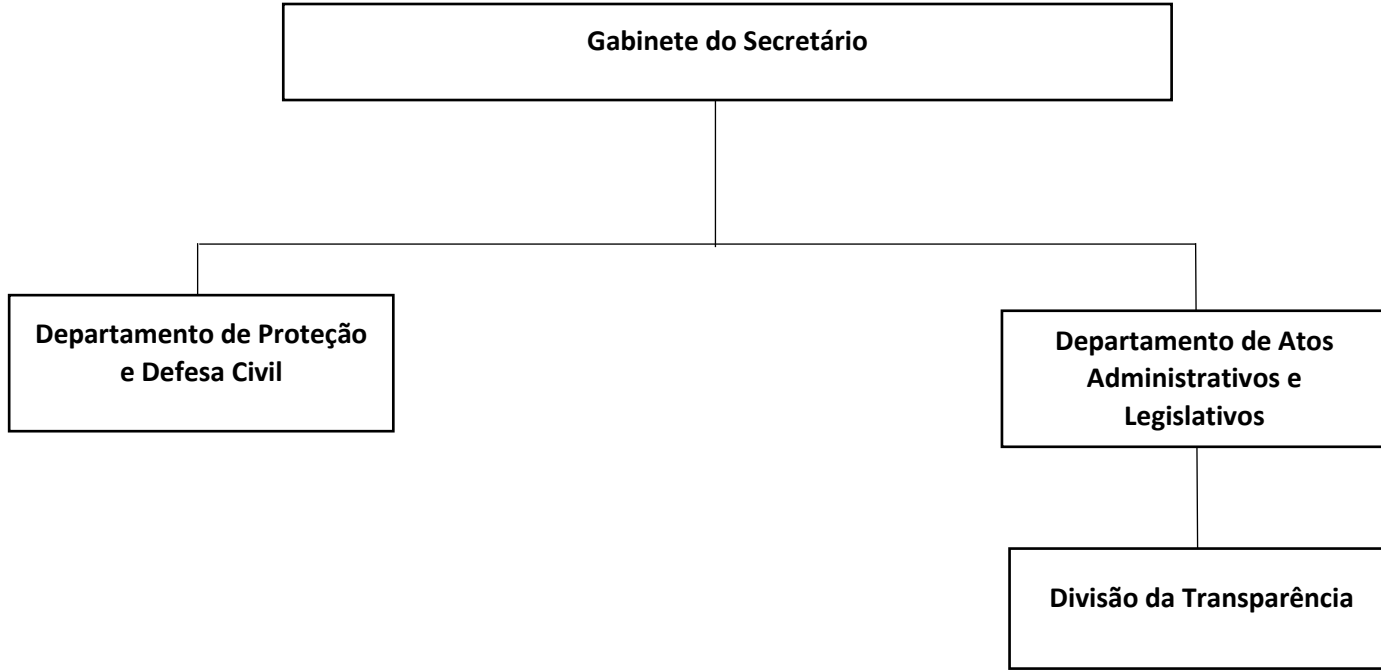 Gabinete do Secretário
Departamento de Proteção
e Defesa Civil
Departamento de Atos
Administrativos e
Legislativos
Divisão da Transparência